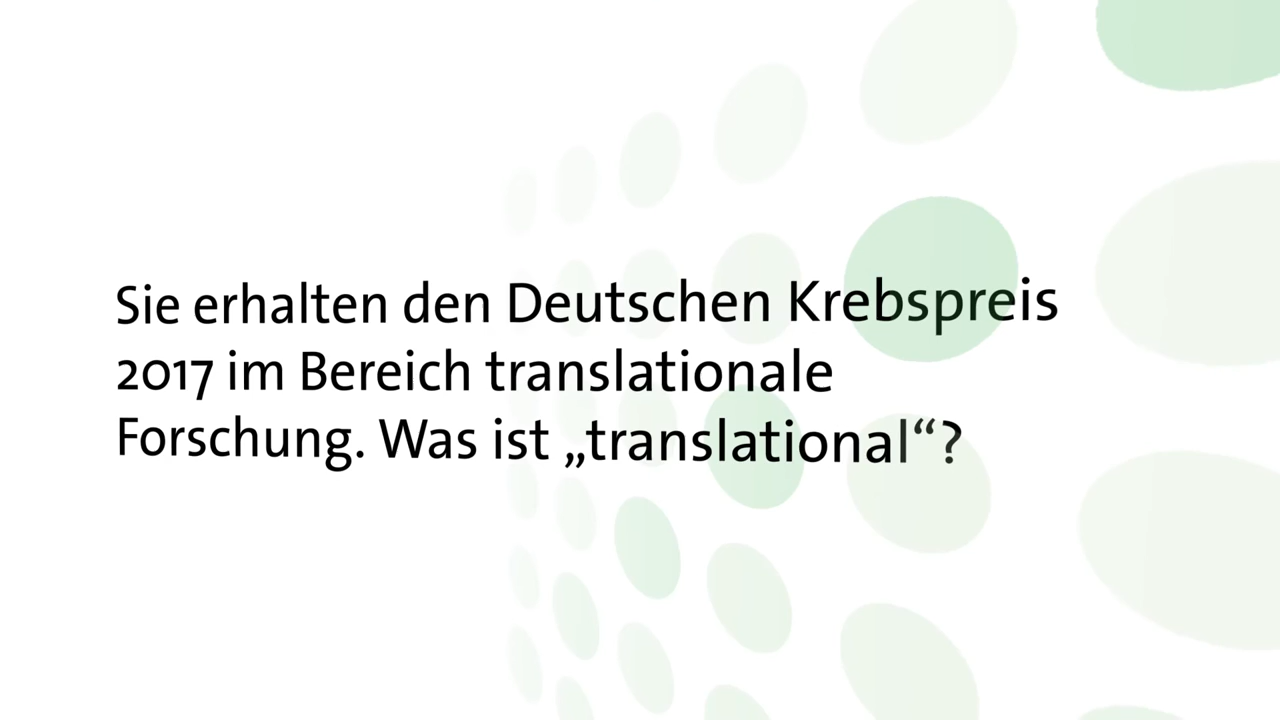 Sie erhalten den Deutschen Krebspreis
2017 im Bereich translationale
Forschung. Was ist „translational“?